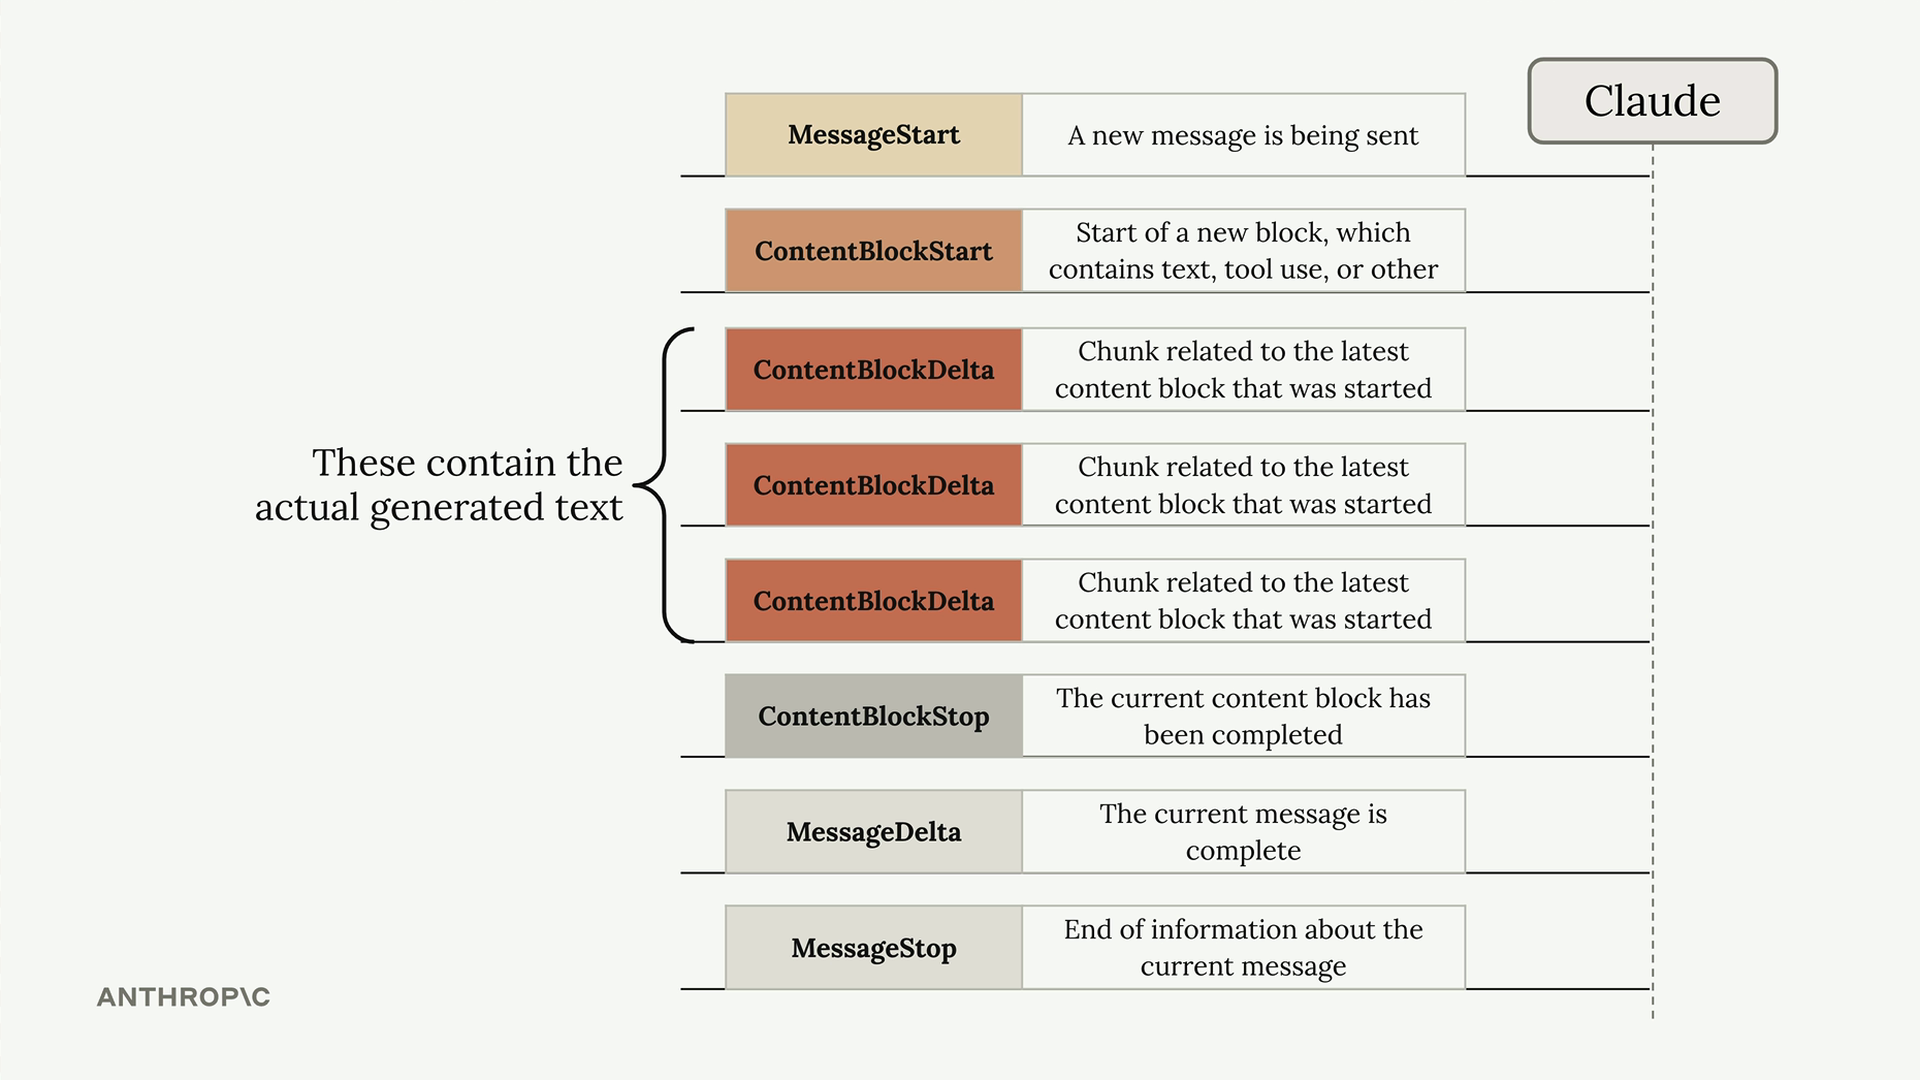 Claude
MessageStart
A new message is being sent
ContentBlockStart
Start of a new block, which
contains text, tool use, or other
These contain the
actual generated text
ContentBlockDelta
Chunk related to the latest
content block that was started
ContentBlockDelta
Chunk related to the latest
content block that was started
ContentBlockDelta
Chunk related to the latest
content block that was started
ContentBlockStop
The current content block has
been completed
MessageDelta
The current message is
complete
MessageStop
End of information about the
current message
ANTHROP\C